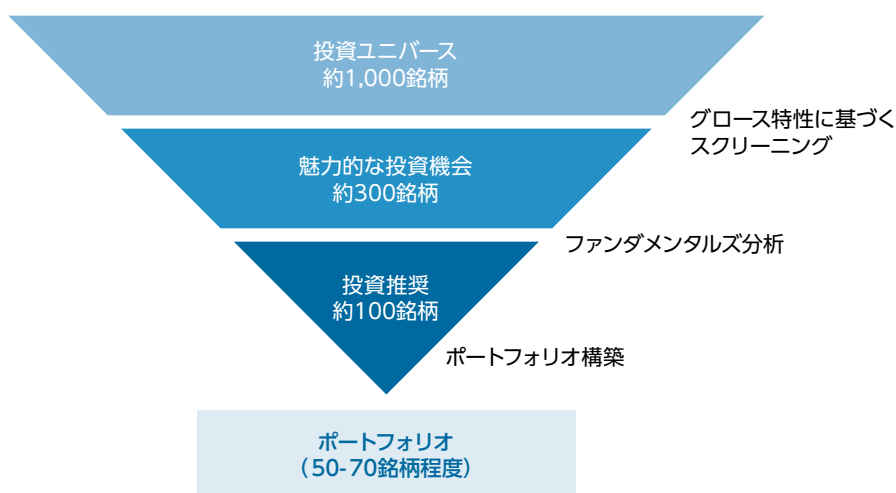 投資ユニバース
約1,000銘柄
グロース特性に基づく
スクリーニング
魅力的な投資機会
約300銘柄
ファンダメンタルズ分析
投資推奨
約100銘柄
ポートフォリオ構築
ポートフォリオ
(50-70銘柄程度)